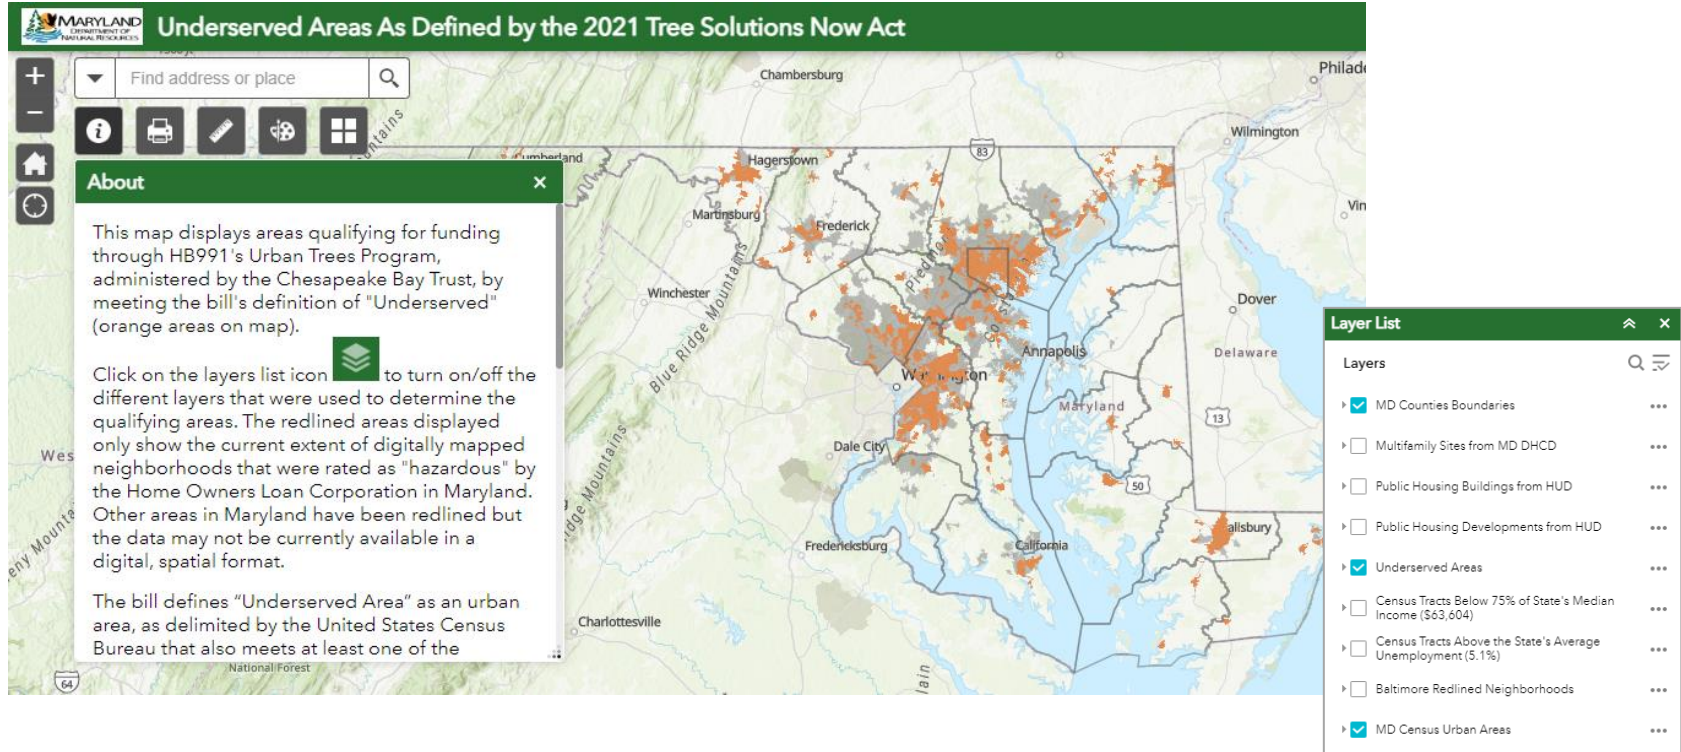 MARYLAND
DEPARTMENT OF
NATURAL RESOURCES
Underserved Areas As Defined by the 2021 Tree Solutions Now Act
+
Find address or place
−
About
×
This map displays areas qualifying for funding
through HB991's Urban Trees Program,
administered by the Chesapeake Bay Trust, by
meeting the bill's definition of "Underserved"
(orange areas on map).
Click on the layers list icon to turn on/off the
different layers that were used to determine the
qualifying areas. The redlined areas displayed
only show the current extent of digitally mapped
neighborhoods that were rated as "hazardous" by
the Home Owners Loan Corporation in Maryland.
Other areas in Maryland have been redlined but
the data may not be currently available in a
digital, spatial format.
The bill defines “Underserved Area” as an urban
area, as delimited by the United States Census
Bureau that also meets at least one of the
Chambersburg
Philade
Wilmington
83
Cumberland
Hagerstown
Martinsburg
Vin
Frederick
Piedmont
Winchester
Dover
Blue Ridge Mountains
Annapolis
Delaware
Washington
Maryland
13
Dale City
Wes
50
Salisbury
Fredericksburg
California
Charlottesville
National Forest
64
lain
Layer List
×
Layers
MD Counties Boundaries
Multifamily Sites from MD DHCD
Public Housing Buildings from HUD
Public Housing Developments from HUD
Underserved Areas
Census Tracts Below 75% of State's Median
Income ($63,604)
Census Tracts Above the State's Average
Unemployment (5.1%)
Baltimore Redlined Neighborhoods
MD Census Urban Areas